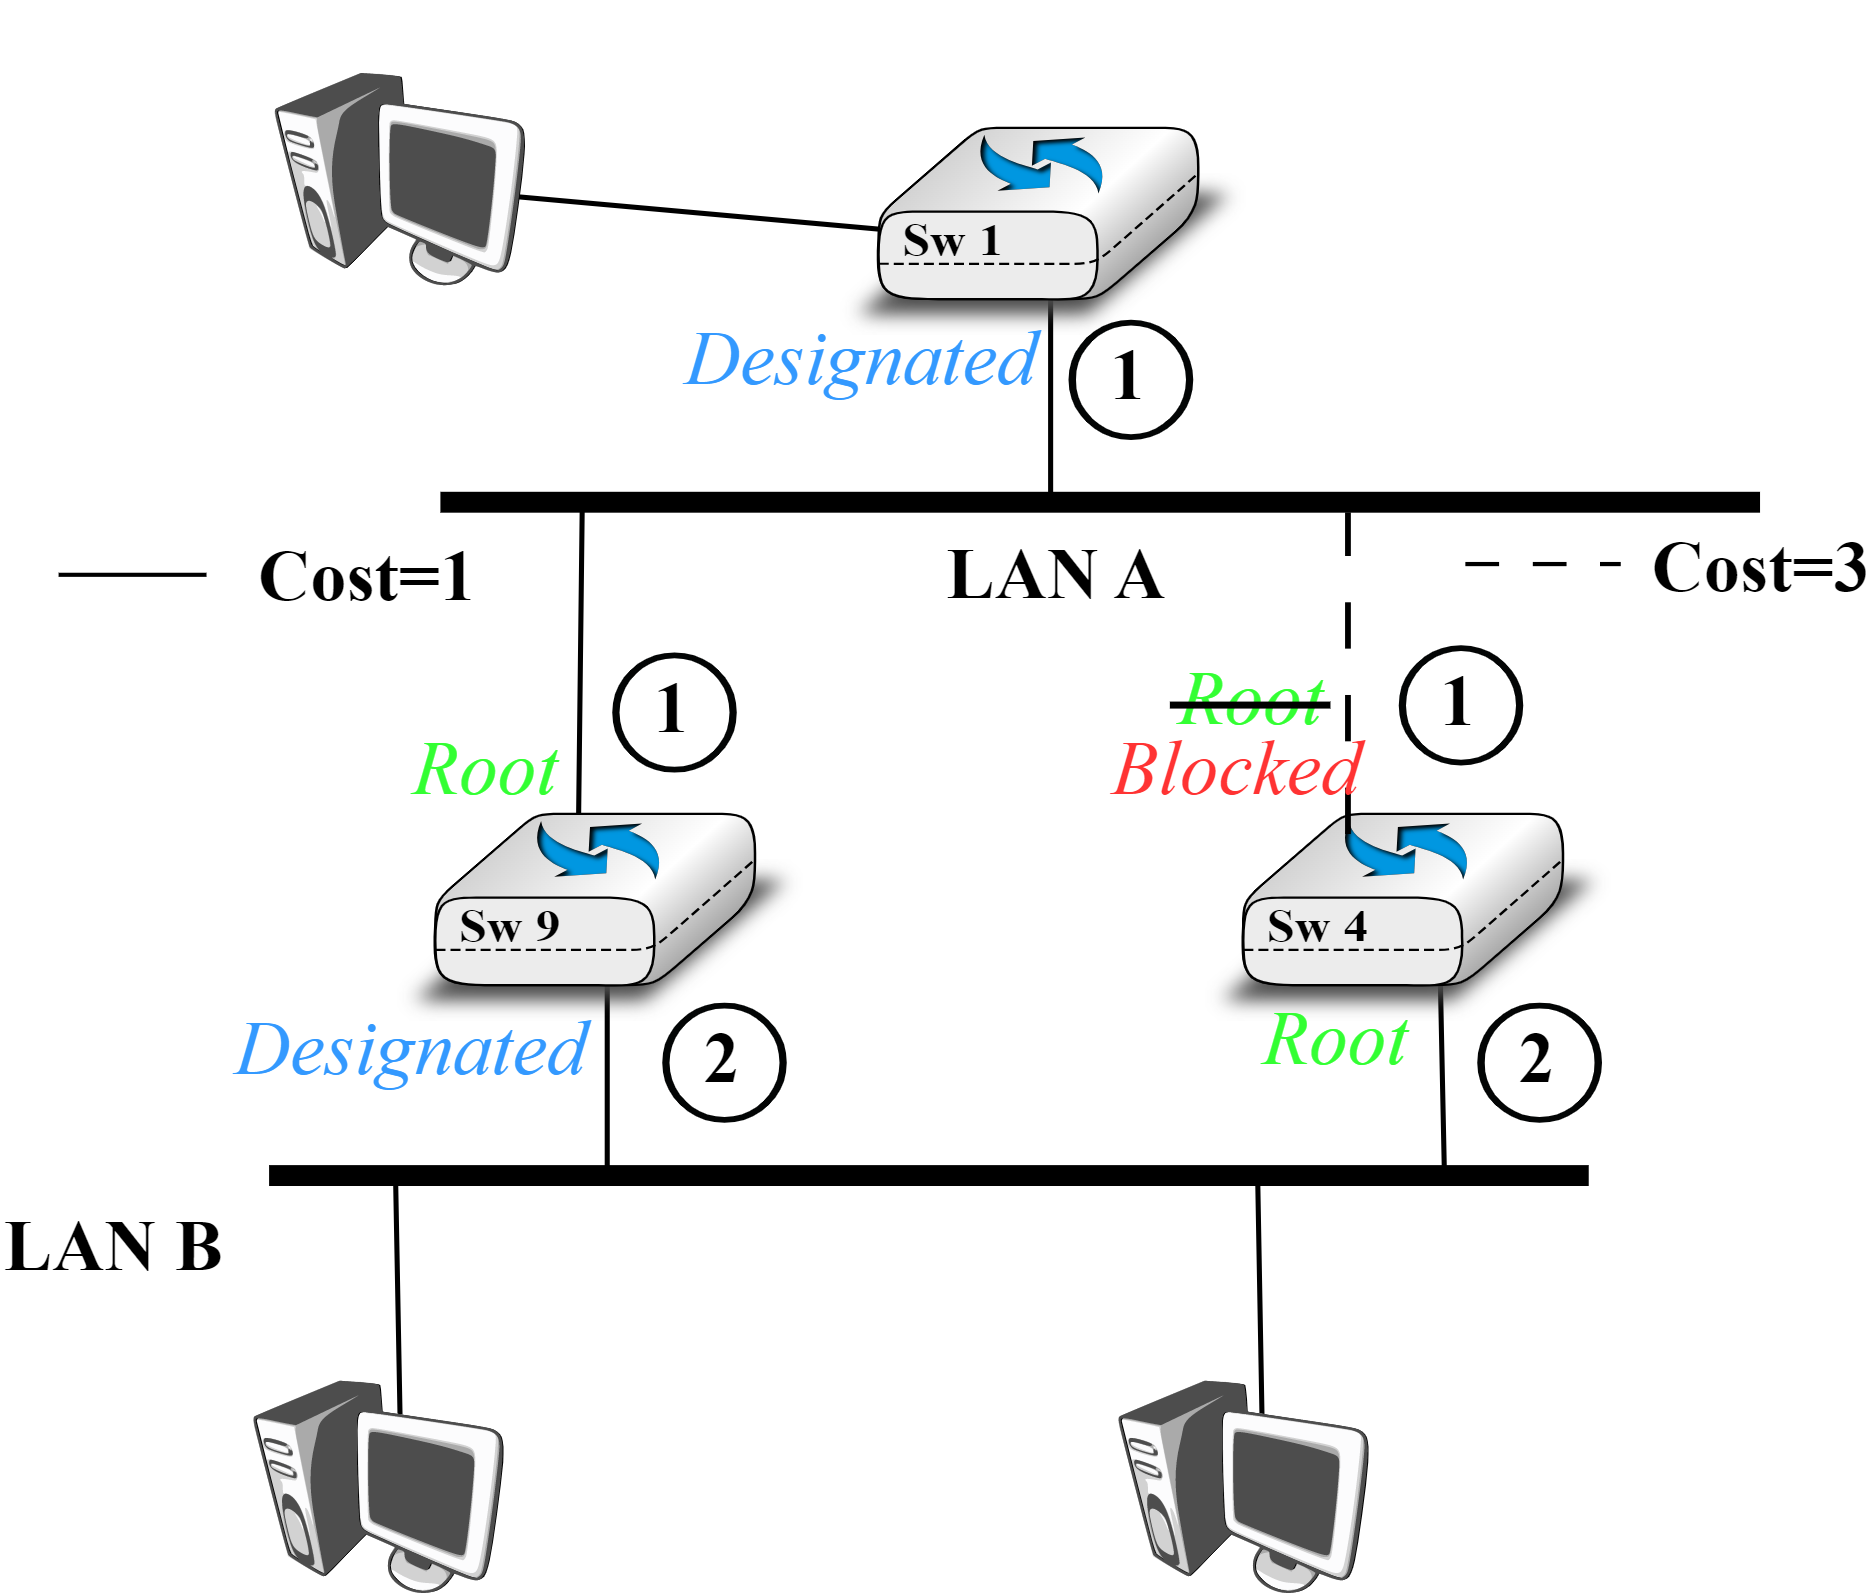 Sw 1
Designated
1
Cost=1
LAN A
Cost=3
1
Root
1
Root
Blocked
Sw 9
Sw 4
Designated
2
Root
2
LAN B